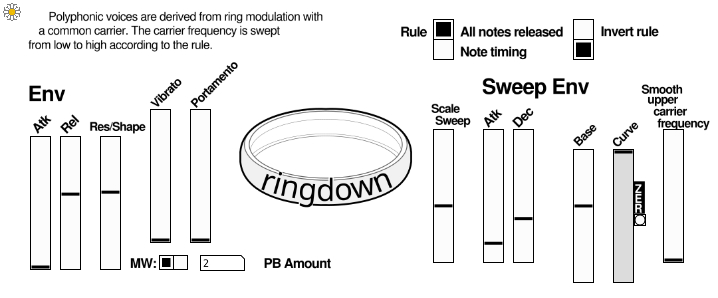 Polyphonic voices are derived from ring modulation with
a common carrier. The carrier frequency is swept
from low to high according to the rule.
Rule
All notes released
Invert rule
Note timing
Env
Atk
Rel
Res/Shape
Vibrato
Portamento
ringdown
MW:
2
PB Amount
Sweep Env
Scale
Sweep
Atk
Dec
Base
Curve
ZERO
Smooth
upper
carrier
frequency